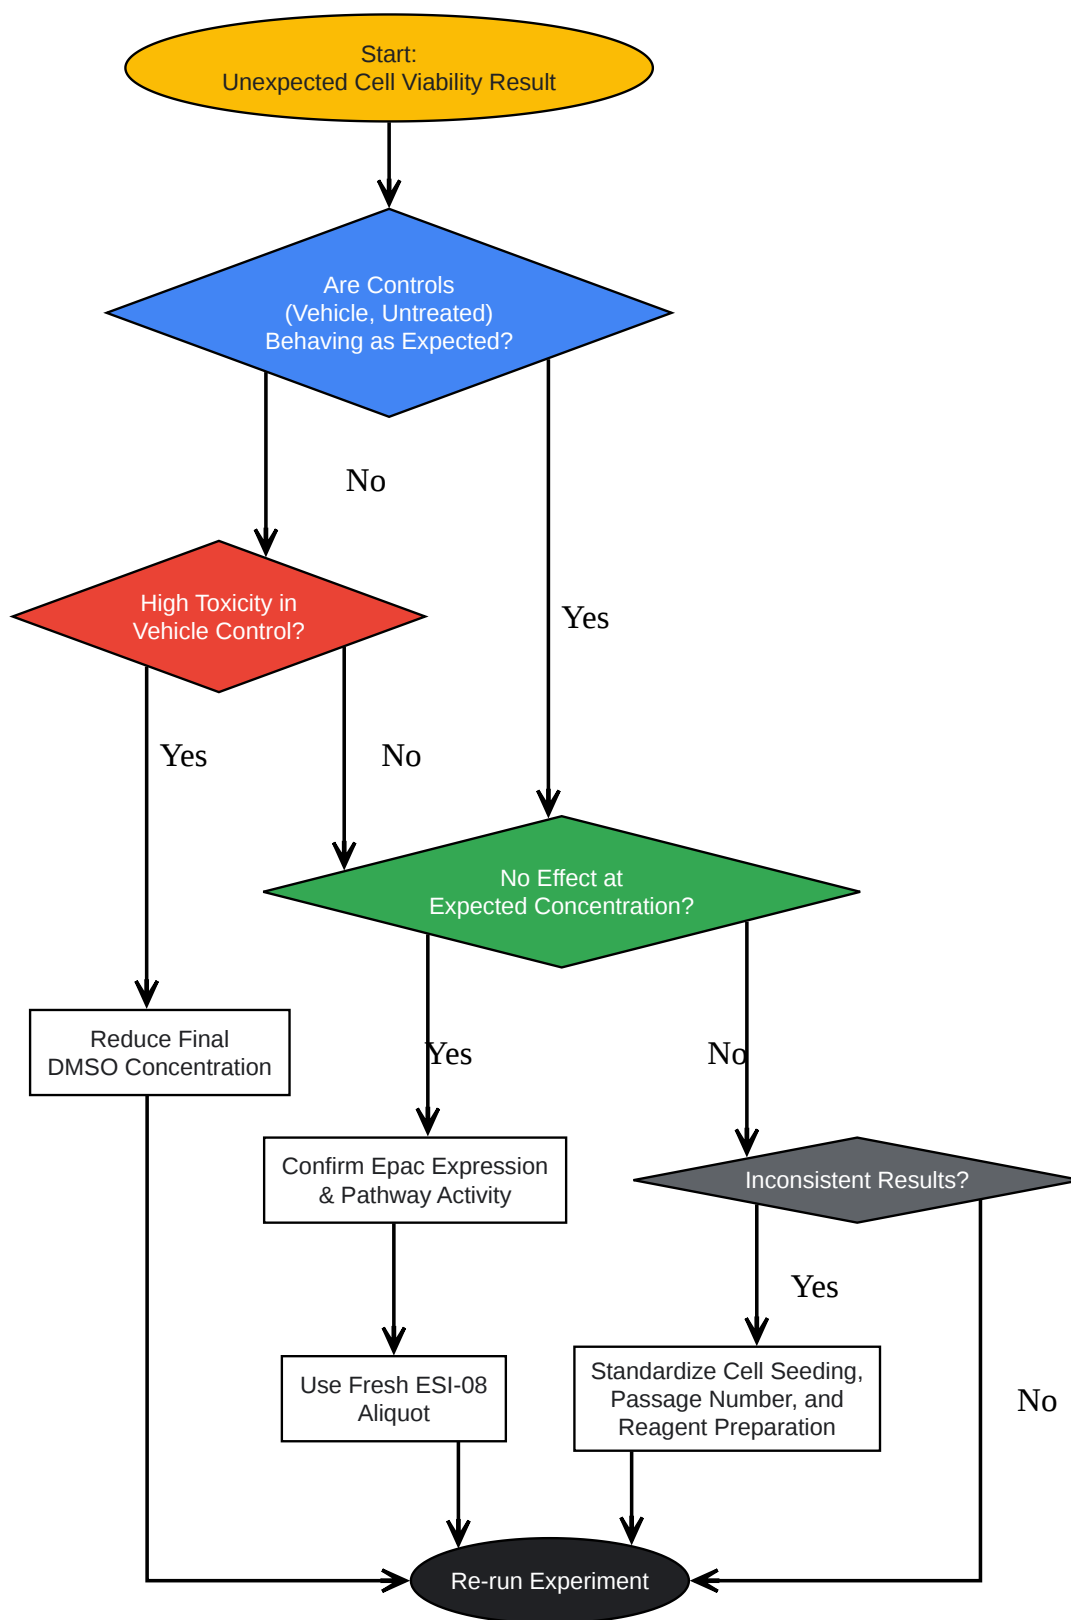 Start:
Unexpected Cell Viability Result
Are Controls
(Vehicle, Untreated)
Behaving as Expected?
No
High Toxicity in
Vehicle Control?
Yes
Yes
No
No Effect at
Expected Concentration?
Reduce Final
DMSO Concentration
Yes
No
Confirm Epac Expression
& Pathway Activity
Inconsistent Results?
Yes
Use Fresh ESI-08
Aliquot
Standardize Cell Seeding,
Passage Number, and
Reagent Preparation
No
Re-run Experiment